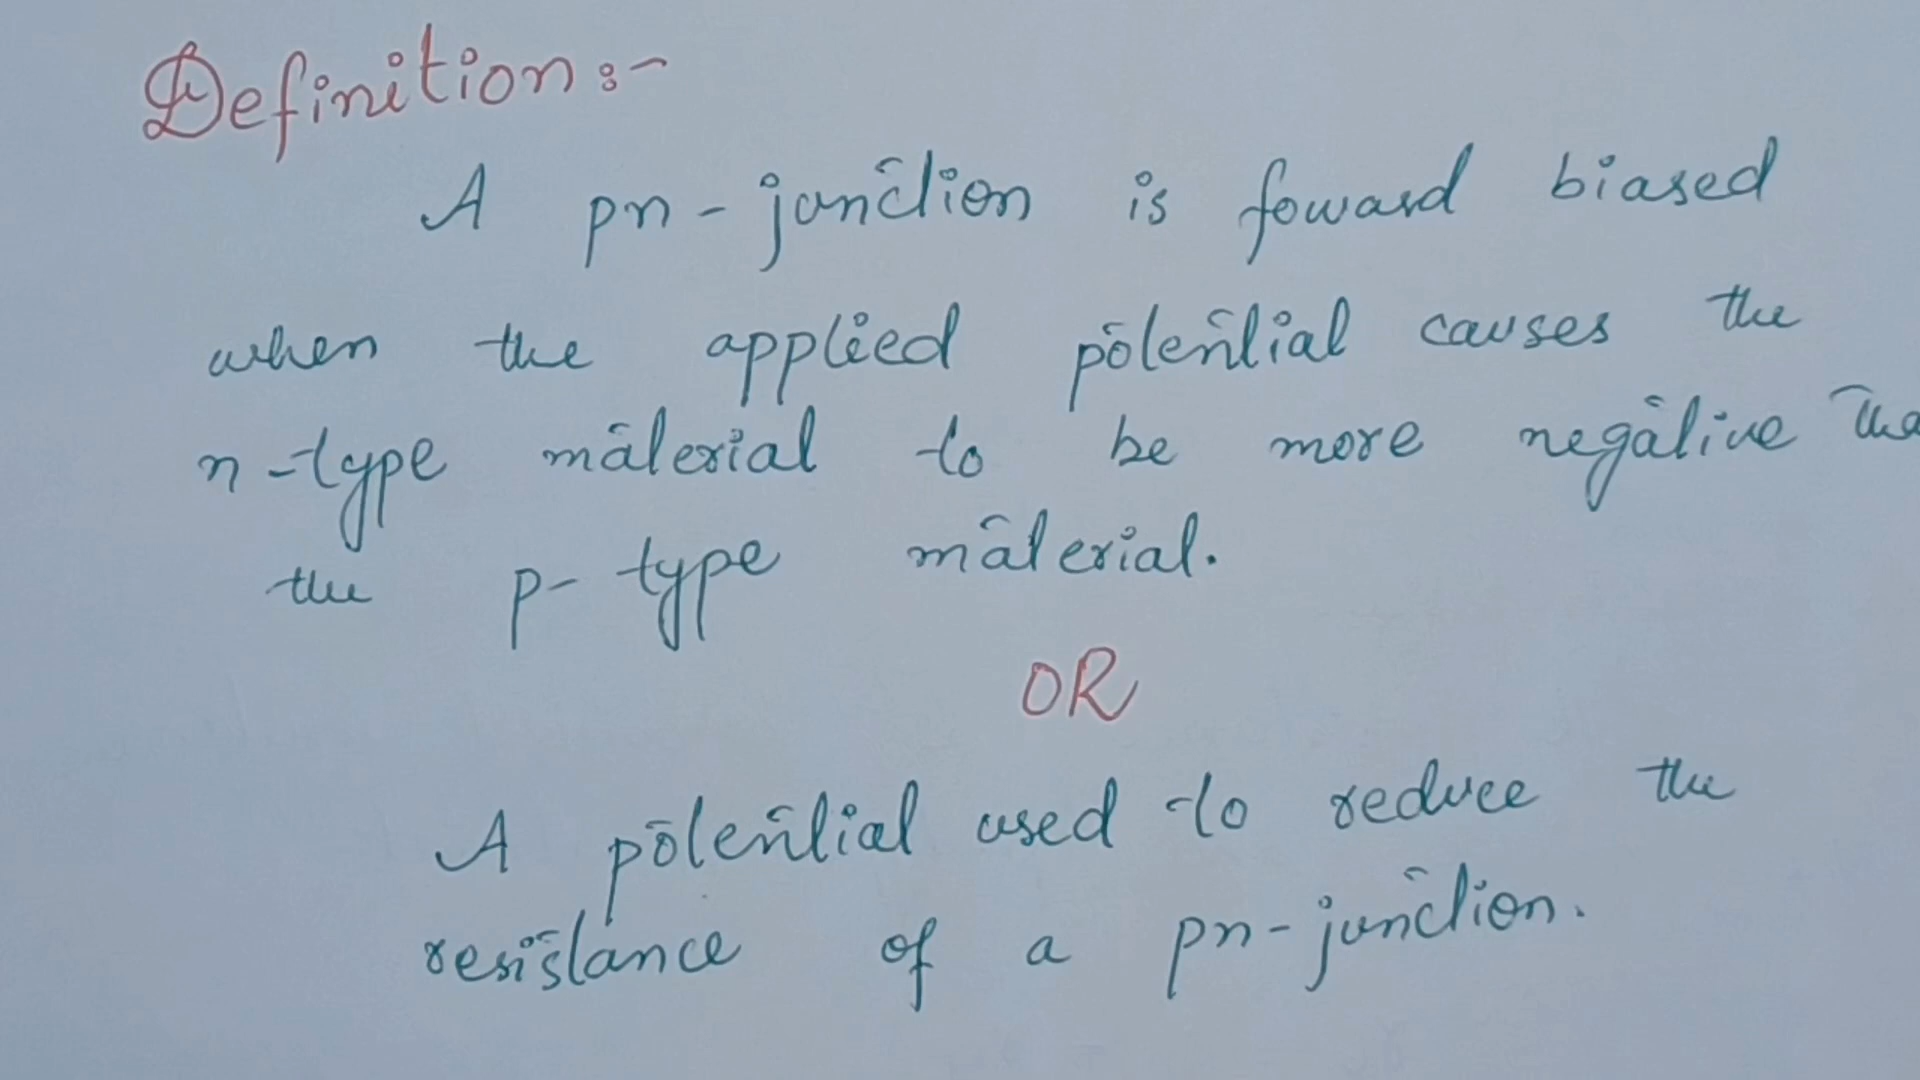 Definition:-
A pn-junction is foward biased
when the applied potential causes the
n-type material to be more negative tha
the p-type material.
OR
A potential used to reduce the
resistance of a pn-junction.